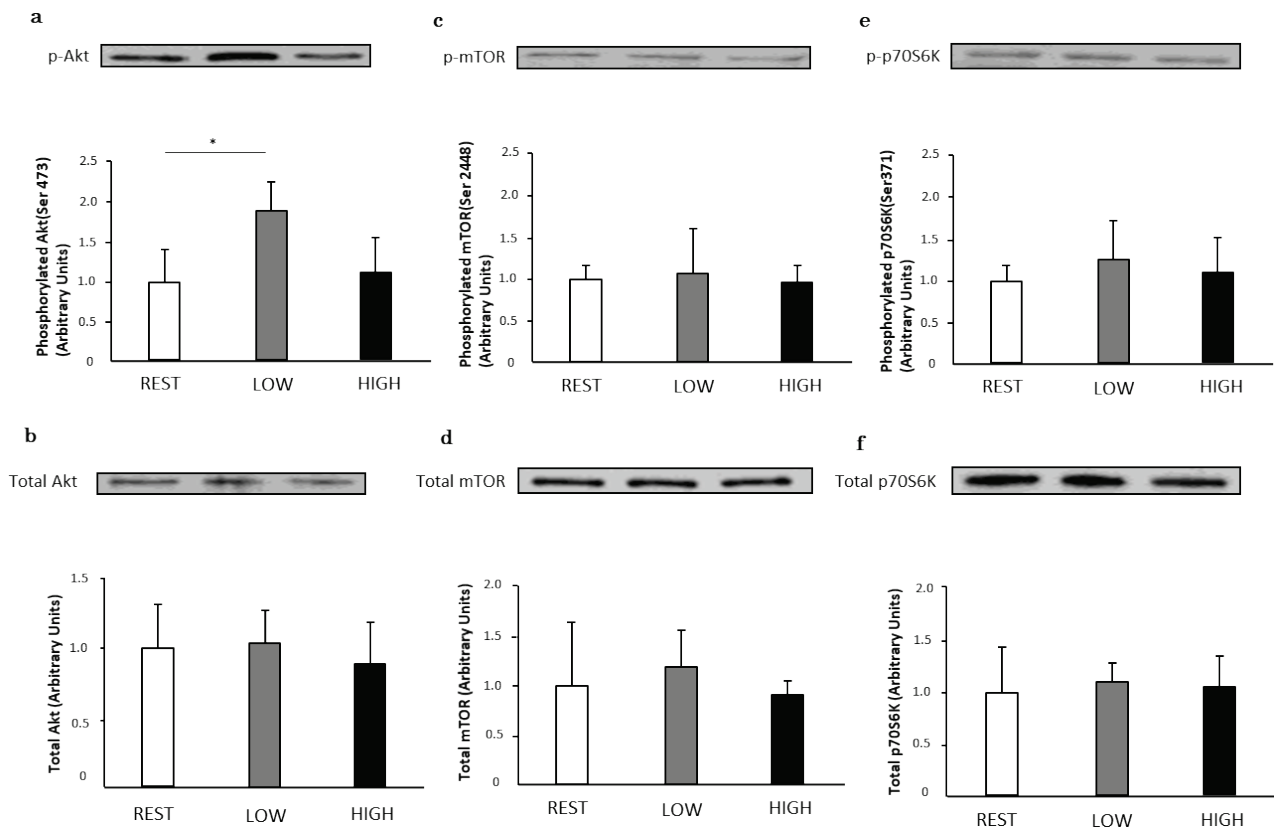 a
p-Akt
*
Phosphorylated Akt(Ser 473)
(Arbitrary Units)
2.5
2.0
1.5
1.0
0.5
0
REST LOW HIGH
c
p-mTOR
Phosphorylated mTOR(Ser 2448)
(Arbitrary Units)
2.5
2.0
1.5
1.0
0.5
0
REST LOW HIGH
e
p-p70S6K
Phosphorylated p70S6K(Ser371)
(Arbitrary Units)
2.5
2.0
1.5
1.0
0.5
0
REST LOW HIGH
b
Total Akt
Total Akt (Arbitrary Units)
1.5
1.0
0.5
0
REST LOW HIGH
d
Total mTOR
Total mTOR (Arbitrary Units)
2.0
1.5
1.0
0.5
0
REST LOW HIGH
f
Total p70S6K
Total p70S6K (Arbitrary Units)
2.0
1.5
1.0
0.5
0
REST LOW HIGH